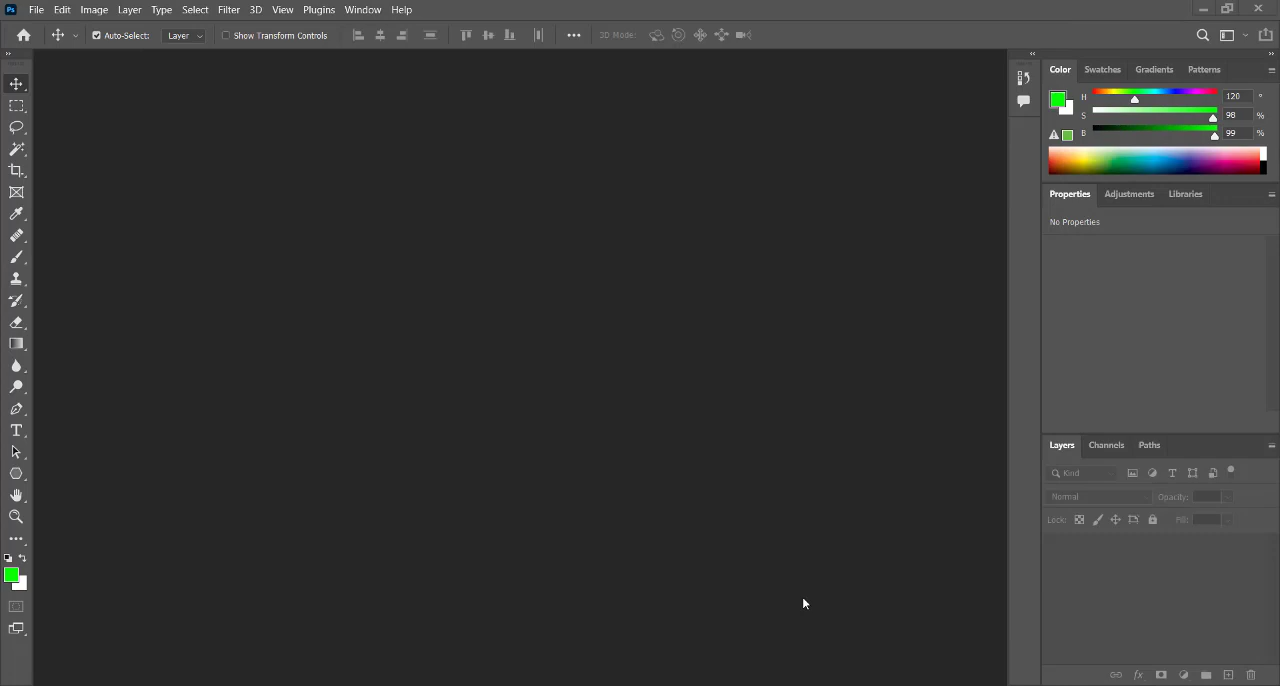 Ps File Edit Image Layer Type Select Filter 3D View Plugins Window Help
Auto-Select: Layer Show Transform Controls 3D Mode:
Color Swatches Gradients Patterns
H 120 °
S 98 %
B 99 %
Properties Adjustments Libraries
No Properties
Layers Channels Paths
Kind
Normal Opacity:
Lock: Fill:
fx